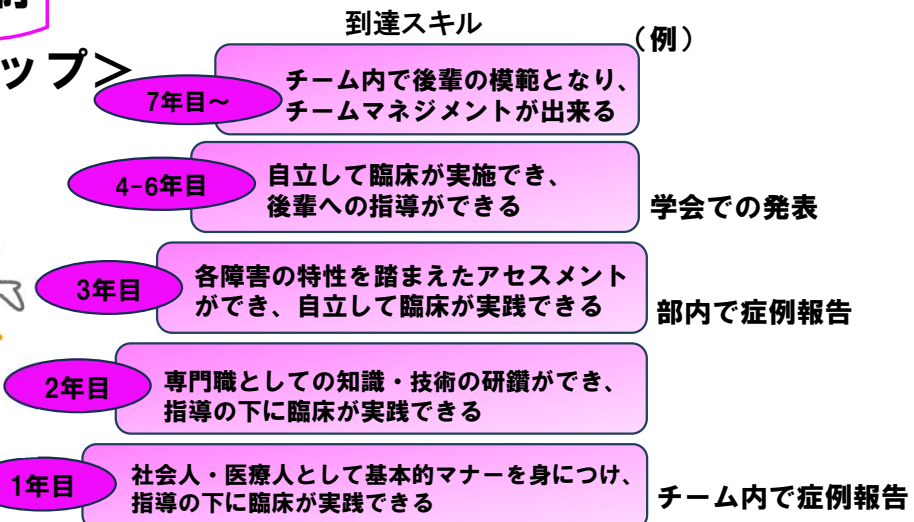 制
ップ＞
到達スキル
（例）
7年目～
チーム内で後輩の模範となり、
チームマネジメントが出来る
4-6年目
自立して臨床が実施でき、
後輩への指導ができる
学会での発表
3年目
各障害の特性を踏まえたアセスメント
ができ、自立して臨床が実践できる
部内で症例報告
2年目
専門職としての知識・技術の研鑽ができ、
指導の下に臨床が実践できる
1年目
社会人・医療人として基本的マナーを身につけ、
指導の下に臨床が実践できる
チーム内で症例報告